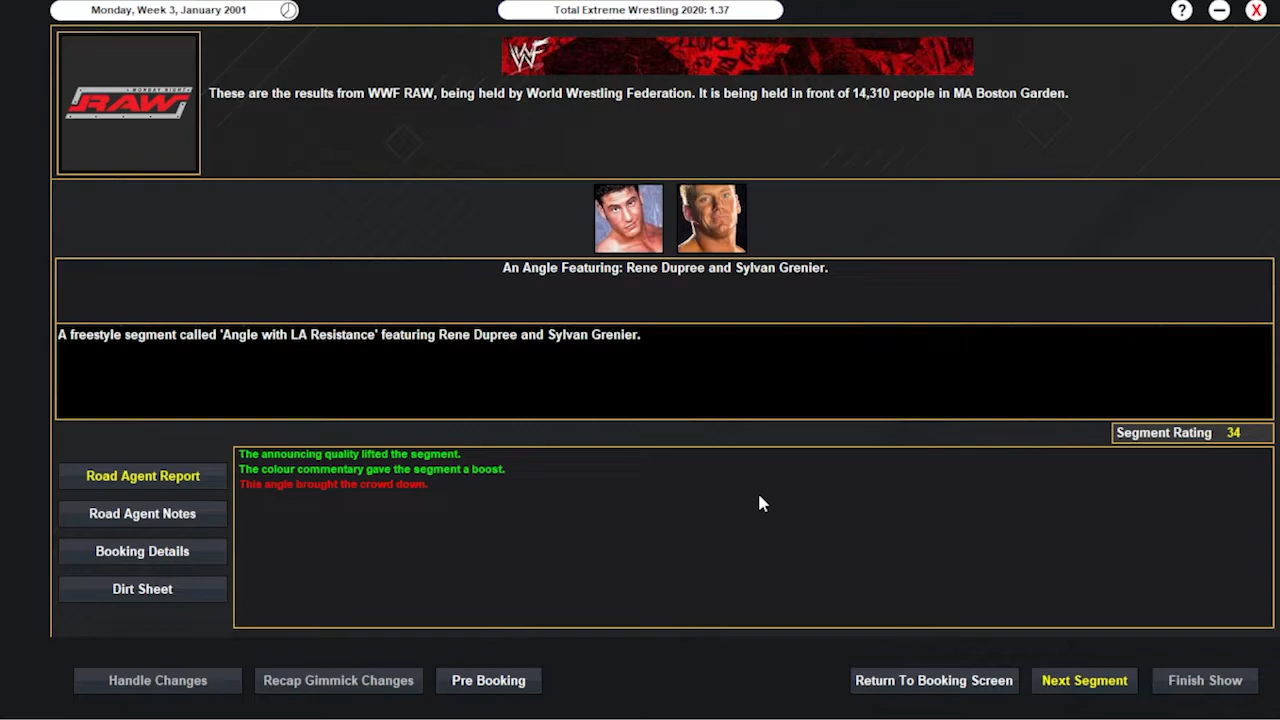 Monday, Week 3, January 2001
Total Extreme Wrestling 2020: 1.37
?
X
MONDAY NIGHT
RAW
WF
These are the results from WWF RAW, being held by World Wrestling Federation. It is being held in front of 14,310 people in MA Boston Garden.
An Angle Featuring: Rene Dupree and Sylvan Grenier.
A freestyle segment called 'Angle with LA Resistance' featuring Rene Dupree and Sylvan Grenier.
Segment Rating 34
Road Agent Report
Road Agent Notes
Booking Details
Dirt Sheet
The announcing quality lifted the segment.
The colour commentary gave the segment a boost.
This angle brought the crowd down.
Handle Changes
Recap Gimmick Changes
Pre Booking
Return To Booking Screen
Next Segment
Finish Show